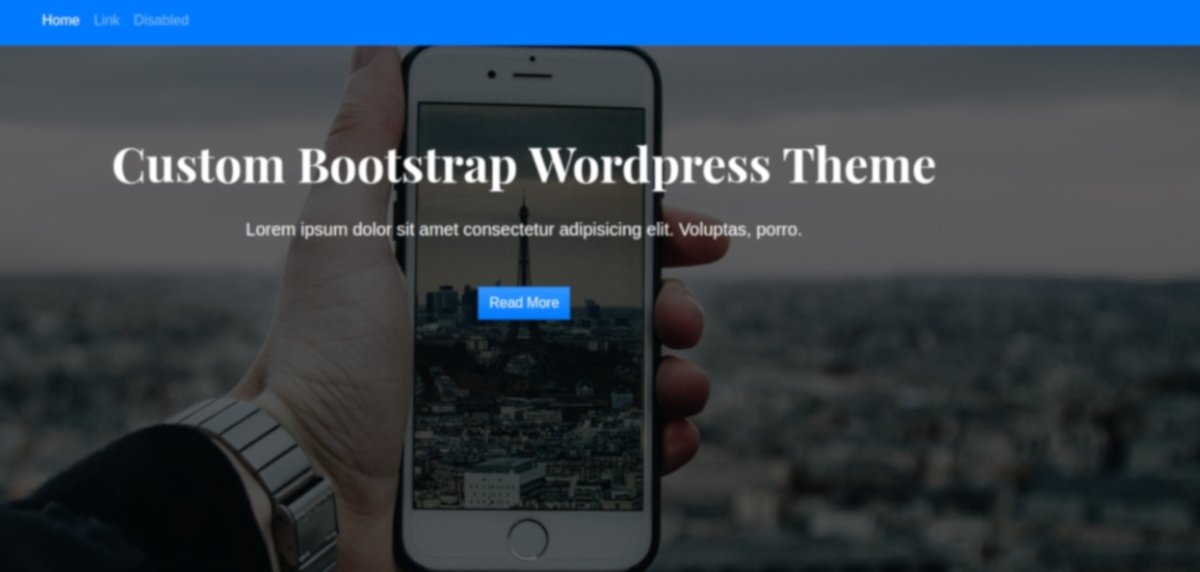 Home Link Disabled
Custom Bootstrap Wordpress Theme
Lorem ipsum dolor sit amet consectetur adipisicing elit. Voluptas, porro.
Read More